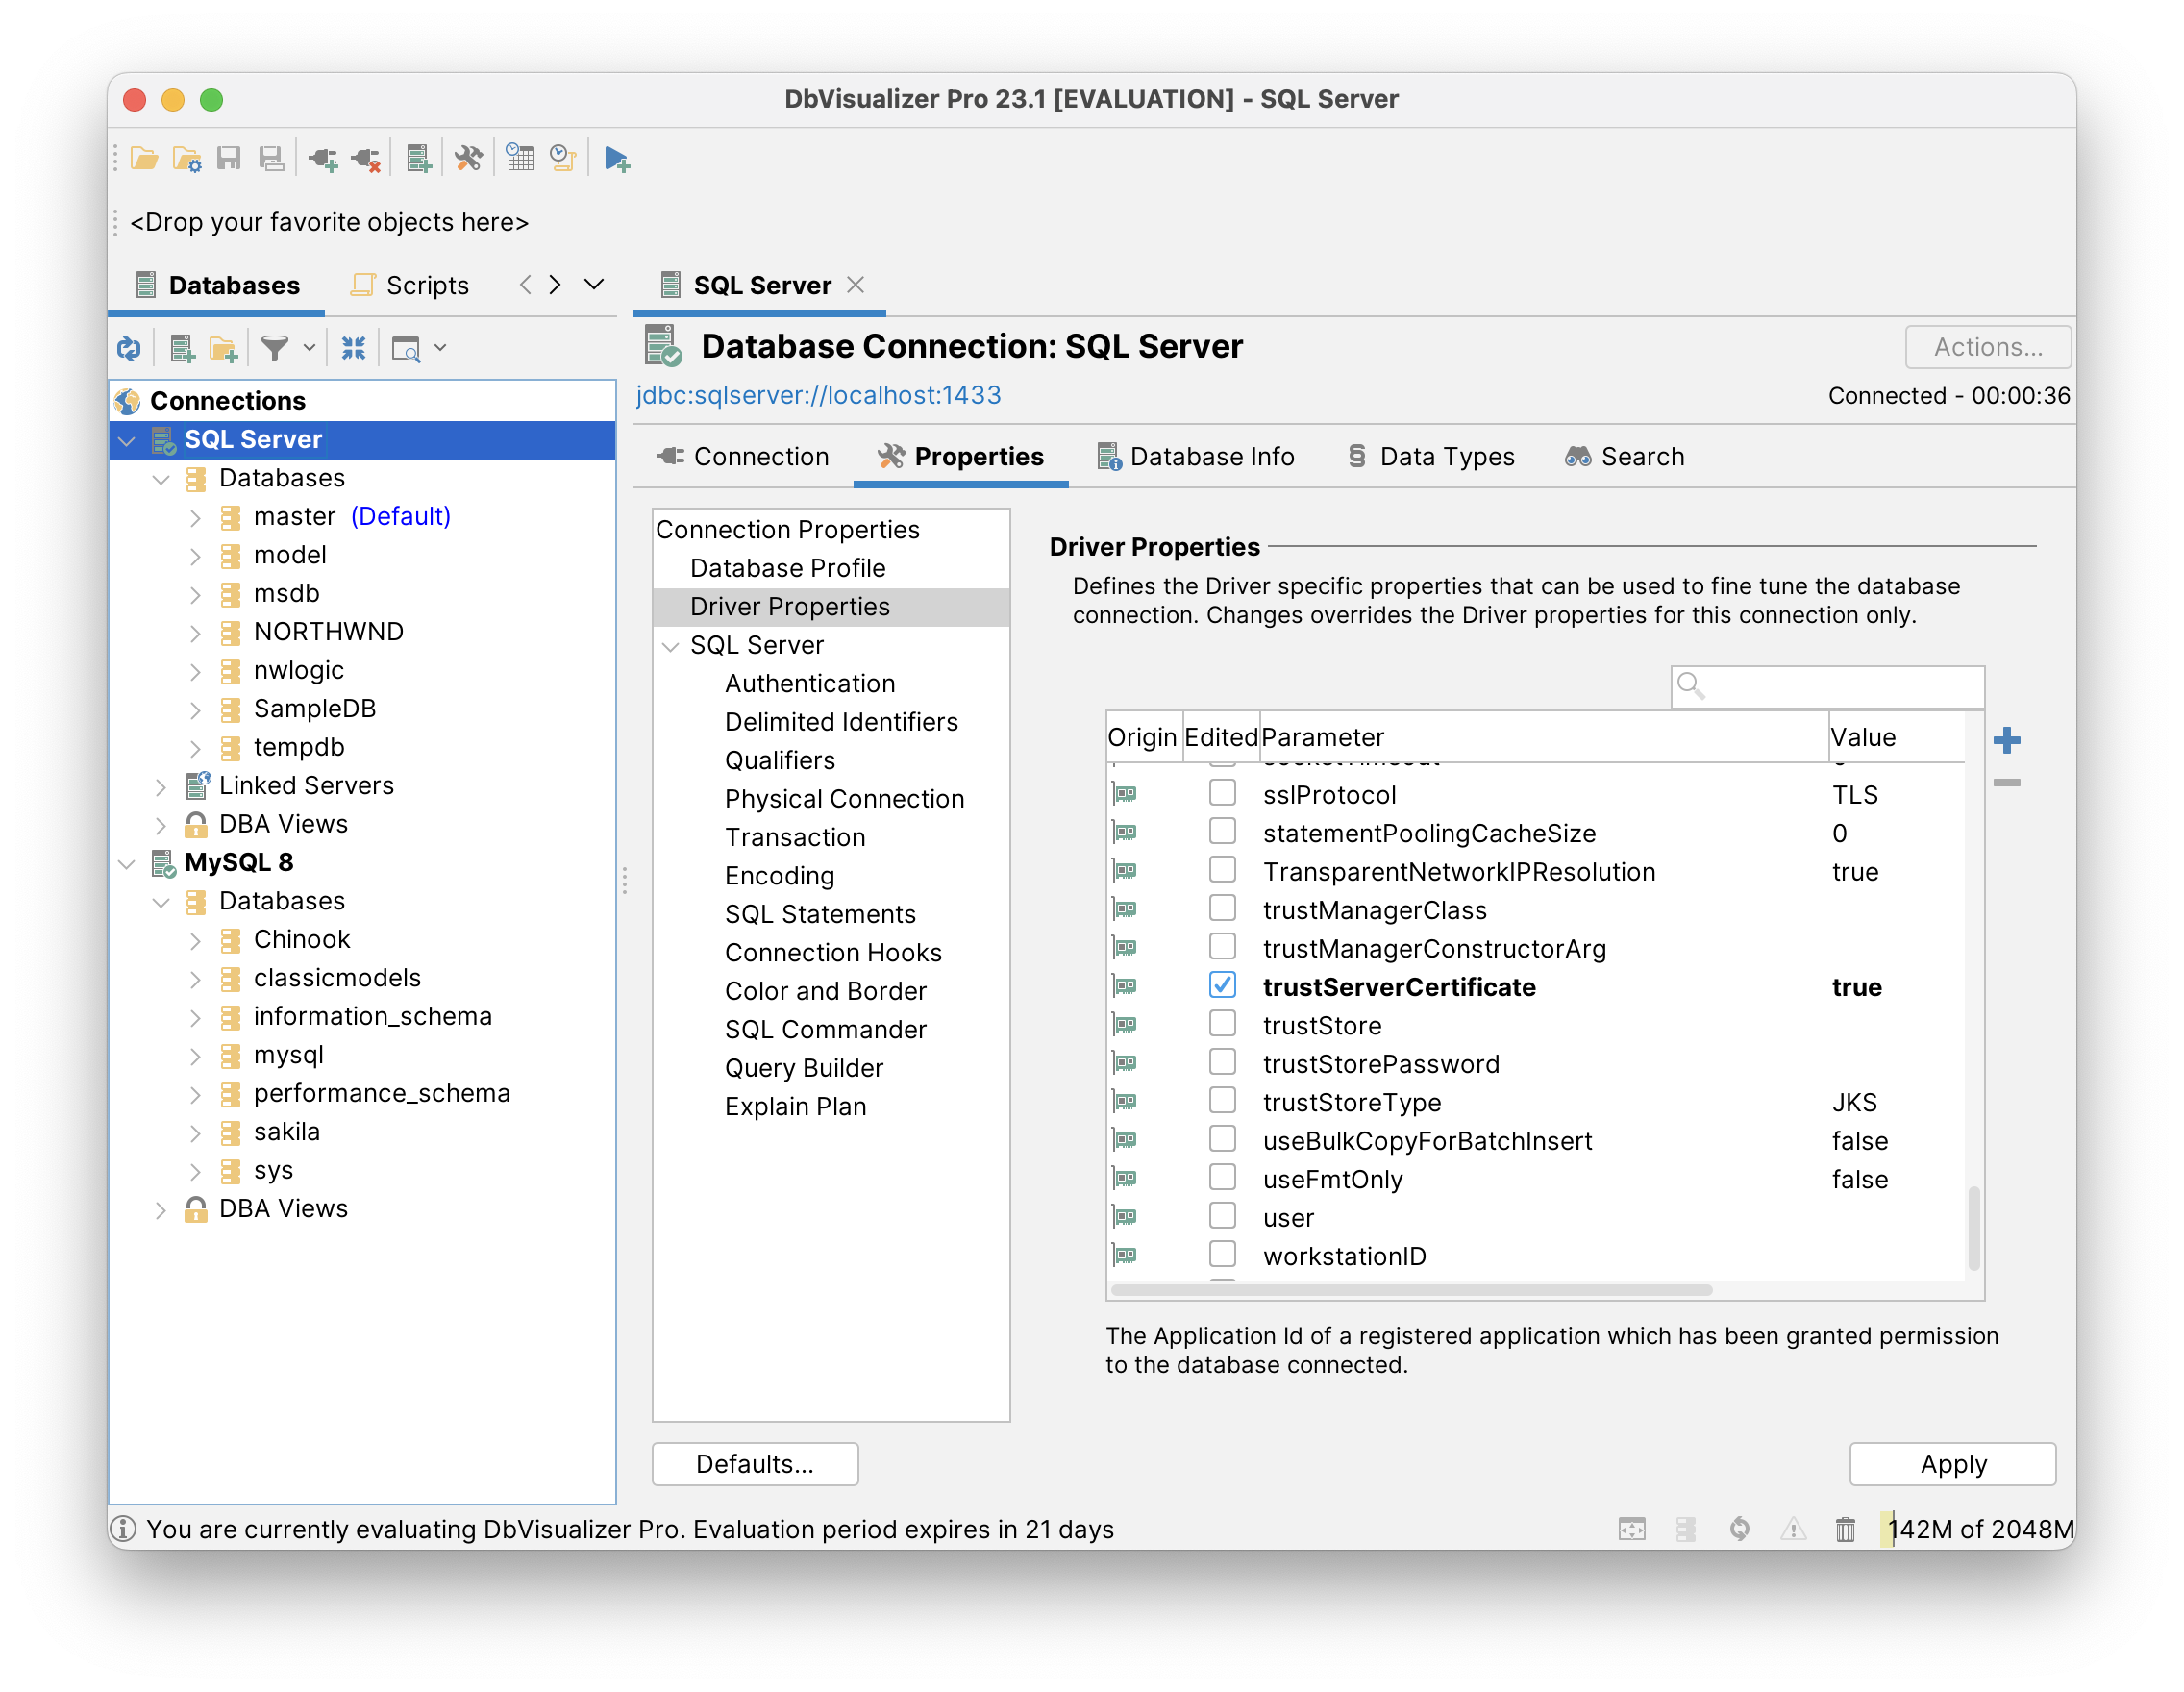 DbVisualizer Pro 23.1 [EVALUATION] - SQL Server
<Drop your favorite objects here>
Databases
Scripts
SQL Server
Database Connection: SQL Server
Actions...
jdbc:sqlserver://localhost:1433
Connected - 00:00:36
Connections
SQL Server
Databases
master (Default)
model
msdb
NORTHWND
nwlogic
SampleDB
tempdb
Linked Servers
DBA Views
MySQL 8
Databases
Chinook
classicmodels
information_schema
mysql
performance_schema
sakila
sys
DBA Views
Connection
Properties
Database Info
Data Types
Search
Connection Properties
Database Profile
Driver Properties
SQL Server
Authentication
Delimited Identifiers
Qualifiers
Physical Connection
Transaction
Encoding
SQL Statements
Connection Hooks
Color and Border
SQL Commander
Query Builder
Explain Plan
Driver Properties
Defines the Driver specific properties that can be used to fine tune the database
connection. Changes overrides the Driver properties for this connection only.
Origin Edited Parameter Value
sslProtocol TLS
statementPoolingCacheSize 0
TransparentNetworkIPResolution true
trustManagerClass
trustManagerConstructorArg
trustServerCertificate true
trustStore
trustStorePassword
trustStoreType JKS
useBulkCopyForBatchInsert false
useFmtOnly false
user
workstationID
The Application Id of a registered application which has been granted permission
to the database connected.
Defaults...
Apply
You are currently evaluating DbVisualizer Pro. Evaluation period expires in 21 days
142M of 2048M